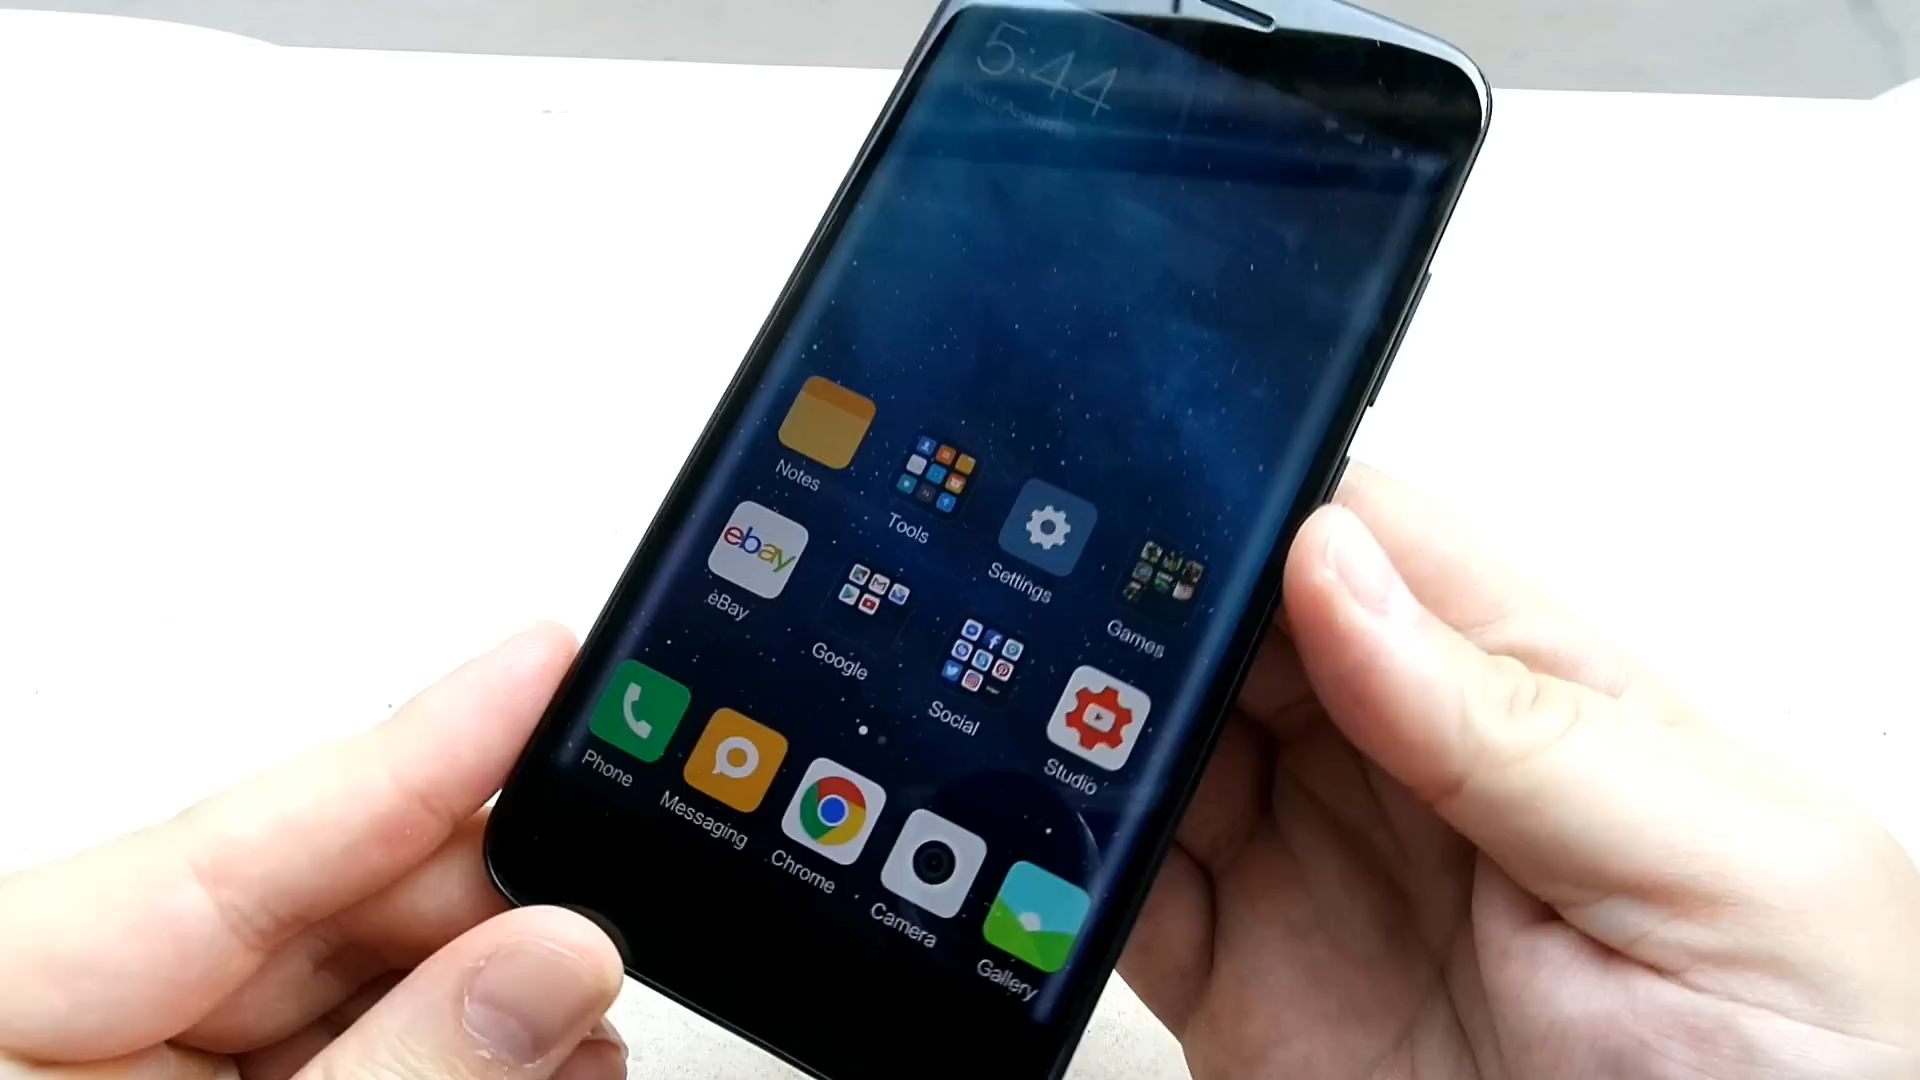 5:44
Notes
Tools
Settings
Games
ebay
eBay
Google
Social
Studio
Phone
Messaging
Chrome
Camera
Gallery